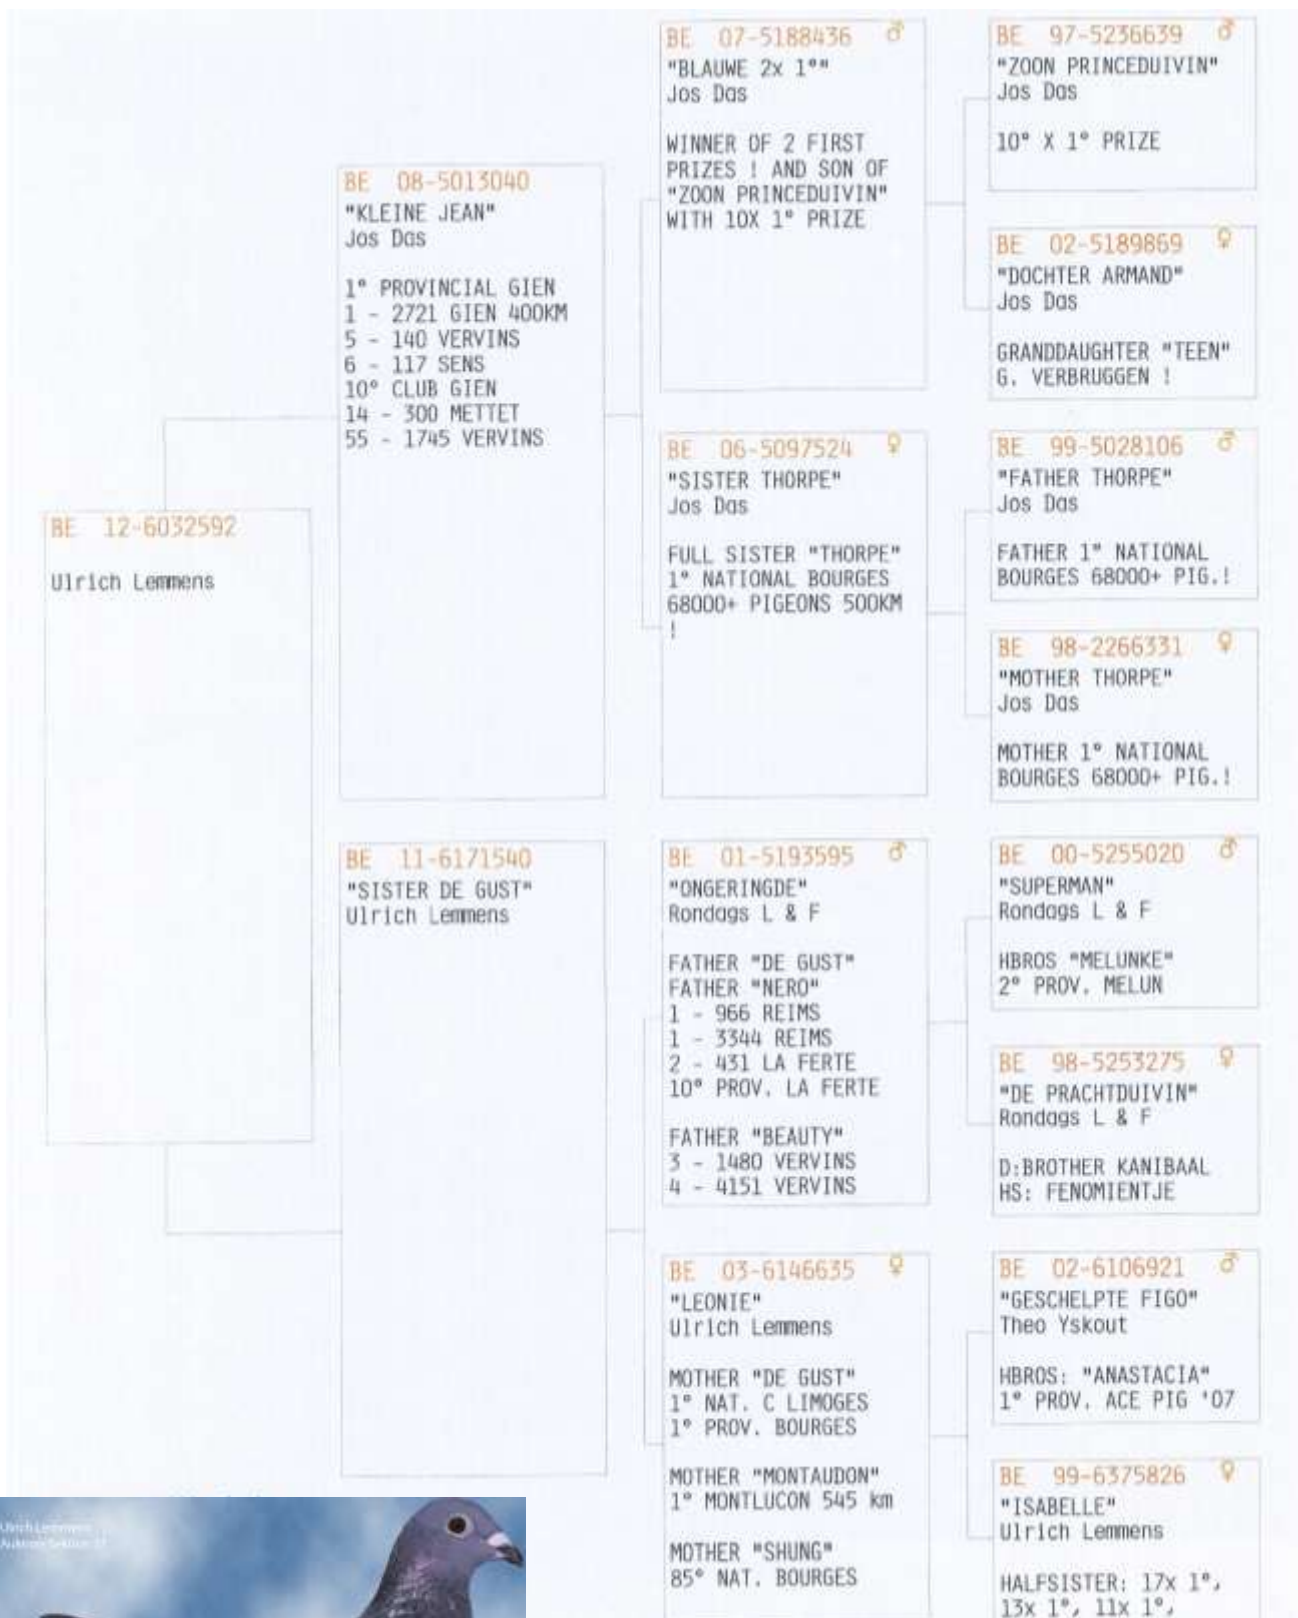 BE 12-6032592
Ulrich Lemmens
BE 08-5013040
"KLEINE JEAN"
Jos Das
1° PROVINCIAL GIEN
1 - 2721 GIEN 400KM
5 - 140 VERVINS
6 - 117 SENS
10° CLUB GIEN
14 - 300 METTET
55 - 1745 VERVINS
BE 11-6171540
"SISTER DE GUST"
Ulrich Lemmens
BE 07-5188436 ♂
"BLAUWE 2x 1°"
Jos Das
WINNER OF 2 FIRST
PRIZES ! AND SON OF
"ZOON PRINCEDUIVIN"
WITH 10X 1° PRIZE
BE 06-5097524 ♀
"SISTER THORPE"
Jos Das
FULL SISTER "THORPE"
1° NATIONAL BOURGES
68000+ PIGEONS 500KM
!
BE 01-5193595 ♂
"ONGERINGDE"
Rondags L & F
FATHER "DE GUST"
FATHER "NERO"
1 - 966 REIMS
1 - 3344 REIMS
2 - 431 LA FERTE
10° PROV. LA FERTE
FATHER "BEAUTY"
3 - 1480 VERVINS
4 - 4151 VERVINS
BE 03-6146635 ♀
"LEONIE"
Ulrich Lemmens
MOTHER "DE GUST"
1° NAT. C LIMOGES
1° PROV. BOURGES
MOTHER "MONTAUDON"
1° MONTLUCON 545 km
MOTHER "SHUNG"
85° NAT. BOURGES
BE 97-5236639 ♂
"ZOON PRINCEDUIVIN"
Jos Das
10° X 1° PRIZE
BE 02-5189869 ♀
"DOCHTER ARMAND"
Jos Das
GRANDDAUGHTER "TEEN"
G. VERBRUGGEN !
BE 99-5028106 ♂
"FATHER THORPE"
Jos Das
FATHER 1° NATIONAL
BOURGES 68000+ PIG.!
BE 98-2266331 ♀
"MOTHER THORPE"
Jos Das
MOTHER 1° NATIONAL
BOURGES 68000+ PIG.!
BE 00-5255020 ♂
"SUPERMAN"
Rondags L & F
HBROS "MELUNKE"
2° PROV. MELUN
BE 98-5253275 ♀
"DE PRACHTDUIVIN"
Rondags L & F
D:BROTHER KANIBAAL
HS: FENOMIENTJE
BE 02-6106921 ♂
"GESCHELPTE FIGO"
Theo Yskout
HBROS: "ANASTACIA"
1° PROV. ACE PIG '07
BE 99-6375826 ♀
"ISABELLE"
Ulrich Lemmens
HALFSISTER: 17x 1°,
13x 1°, 11x 1°,
Ulrich Lemmens